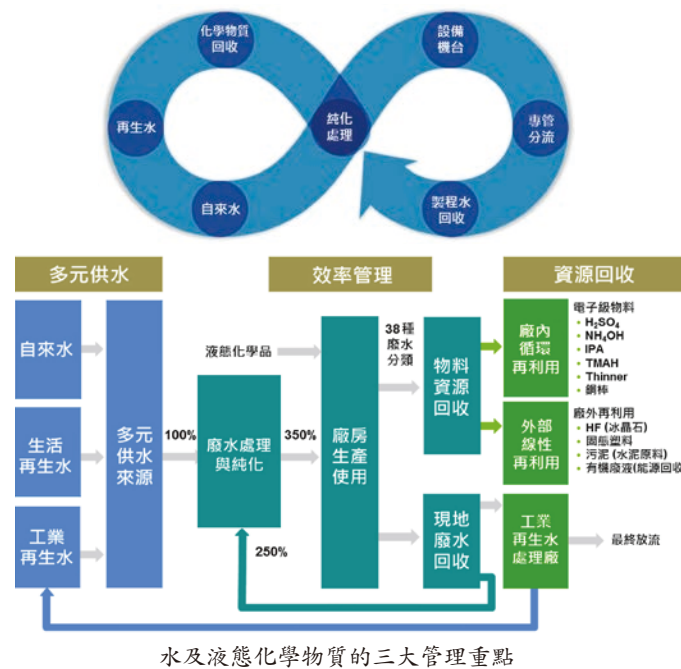 化學物質
回收
設備
機台
再生水
純化
處理
專管
分流
自來水
製程水
回收
多元供水
效率管理
資源回收
自來水
生活
再生水
工業
再生水
多元
供水
來源
100%
液態化學品
廢水處理
與純化
350%
250%
廠房
生產
使用
38種
廢水
分類
物料
資源
回收
現地
廢水
回收
廠內
循環
再利用
電子級物料
• H₂SO₄
• NH₄OH
• IPA
• TMAH
• Thinner
• 銅棒
外部
線性
再利用
廠外再利用
• HF (冰晶石)
• 固態塑料
• 污泥 (水泥原料)
• 有機廢液(能源回收
工業
再生水
處理廠
最終放流
水及液態化學物質的三大管理重點